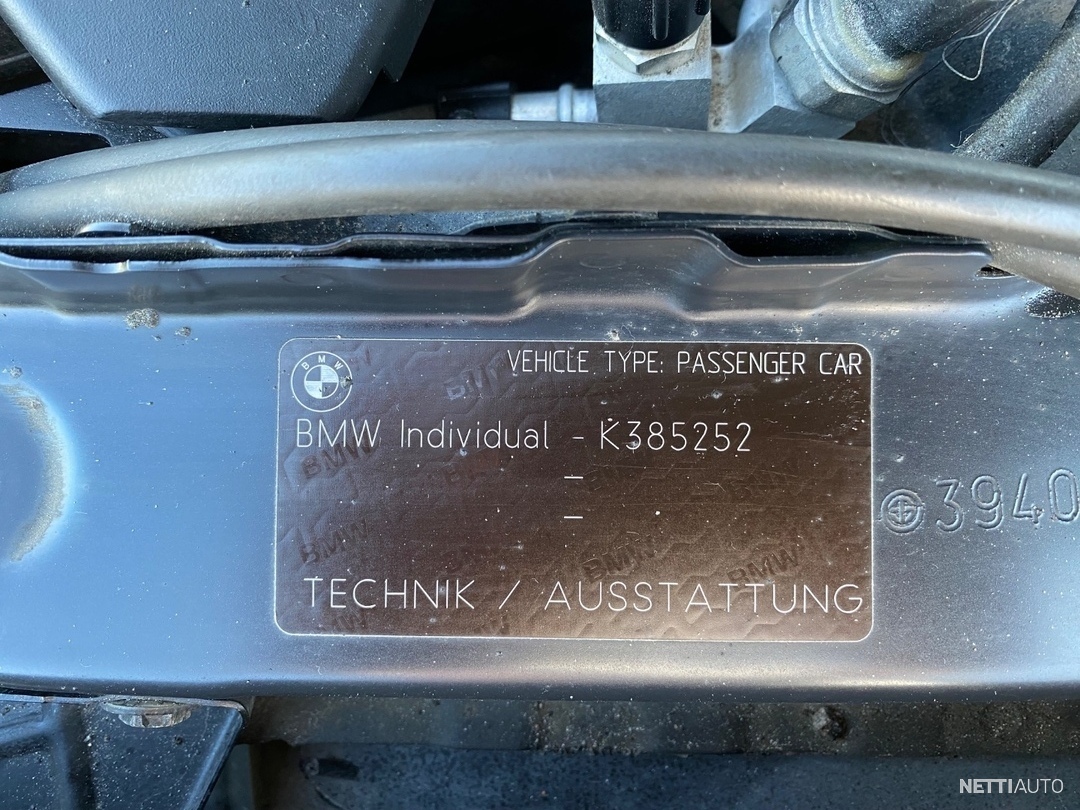 BMW
VEHICLE TYPE: PASSENGER CAR
BMW Individual - K385252
-
-
TECHNIK / AUSSTATTUNG
3940
NETTIAUTO